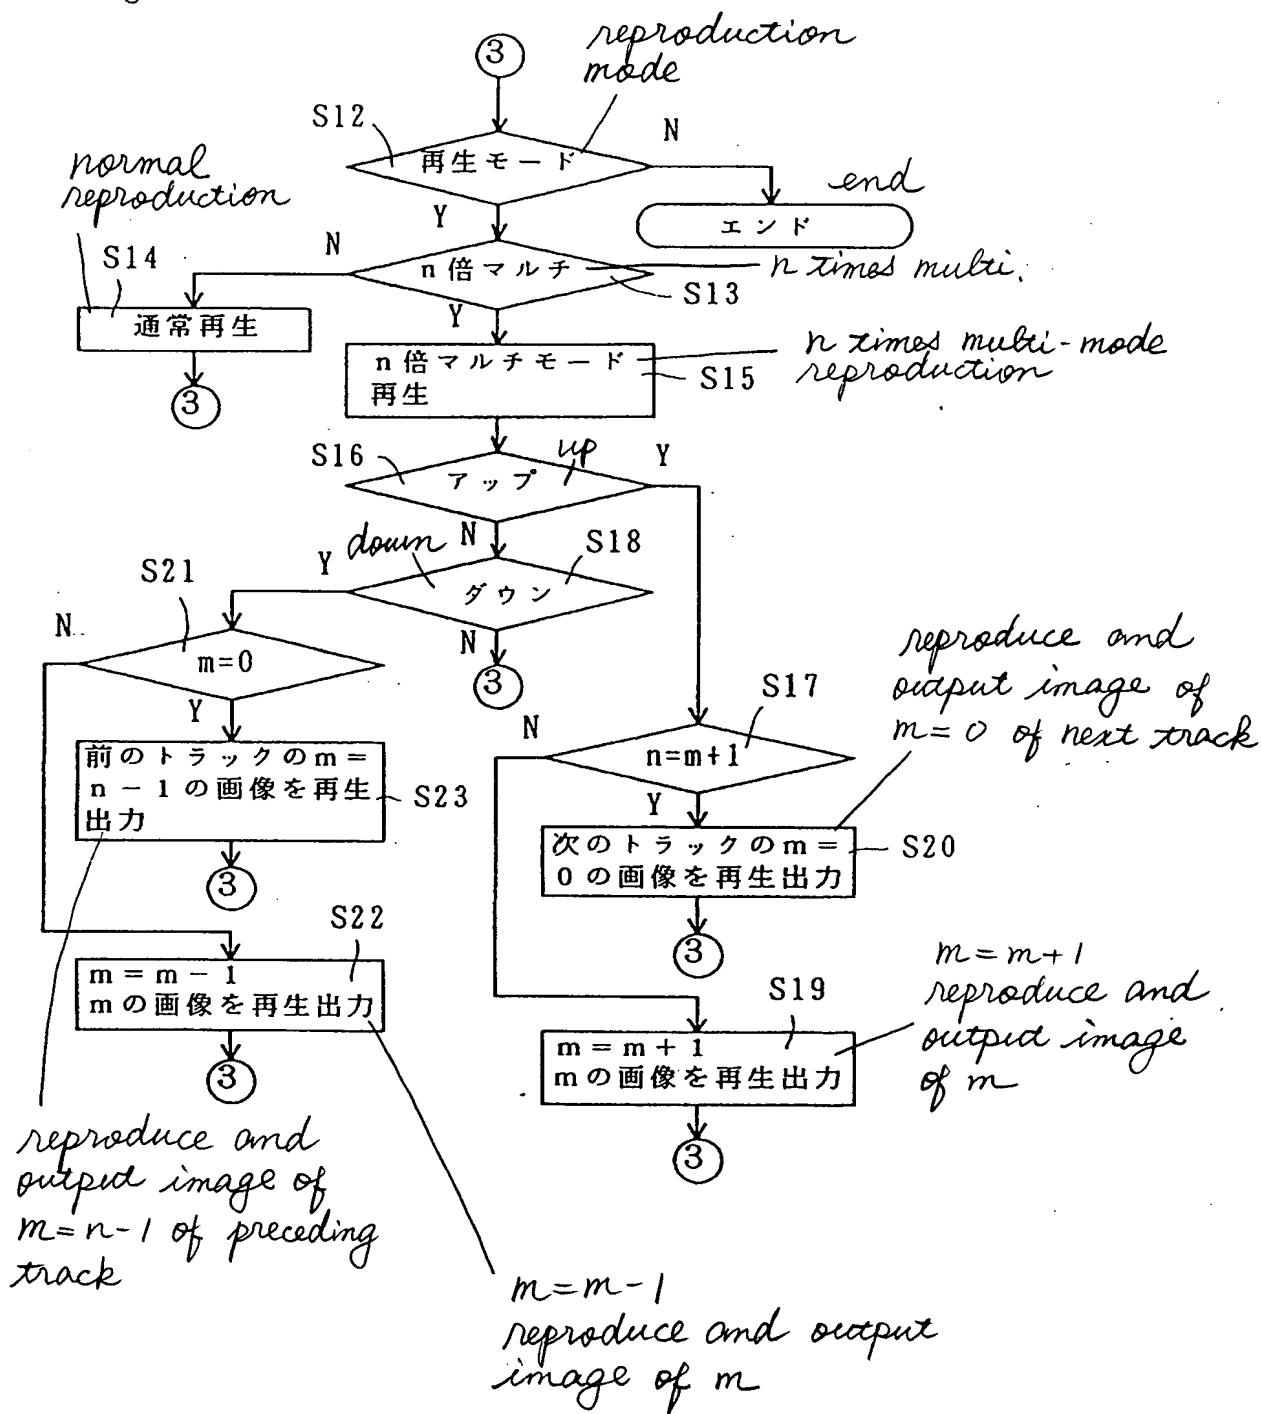 ③
reproduction
mode
S12
N
再生モード
normal
reproduction
end
エンド
Y
N
S14
n倍マルチ
n times multi.
S13
通常再生
Y
③
n倍マルチモード
再生
S15
n times multi-mode
reproduction
S16
アップ
up
Y
N
down
S18
Y
ダウン
N
③
S21
N
m=0
Y
前のトラックのm=
n-1の画像を再生
出力
S23
③
S22
m=m-1
mの画像を再生出力
③
reproduce and
output image of
m=0 of next track
S17
N
n=m+1
Y
次のトラックのm=
0の画像を再生出力
S20
③
S19
m=m+1
reproduce and
output image
of m
m=m+1
mの画像を再生出力
③
reproduce and
output image of
m=n-1 of preceding
track
m=m-1
reproduce and output
image of m